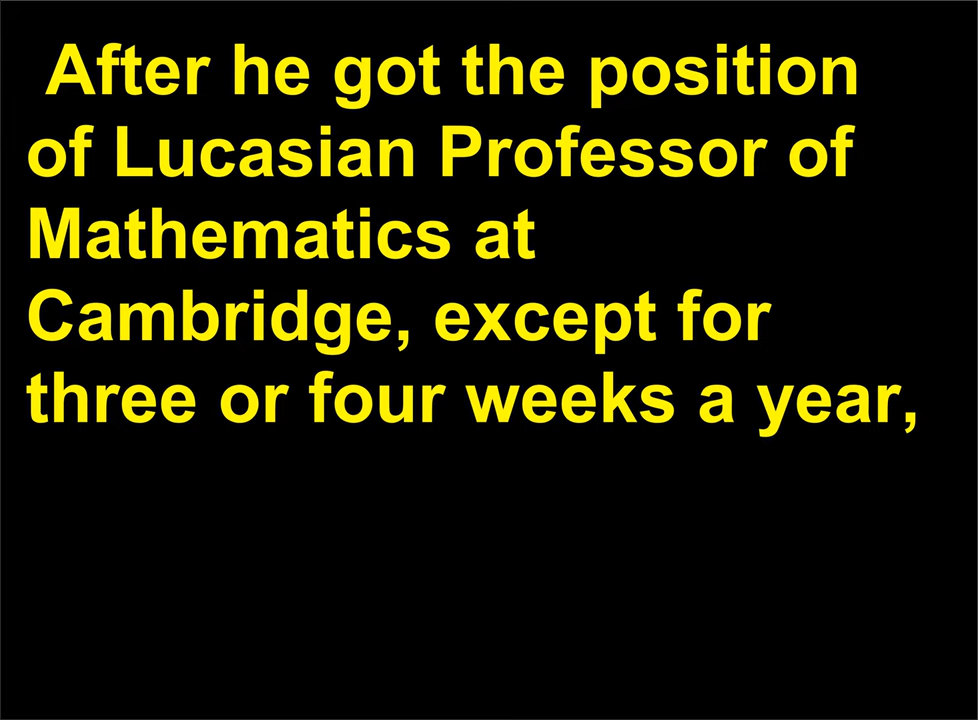 After he got the position
of Lucasian Professor of
Mathematics at
Cambridge, except for
three or four weeks a year,